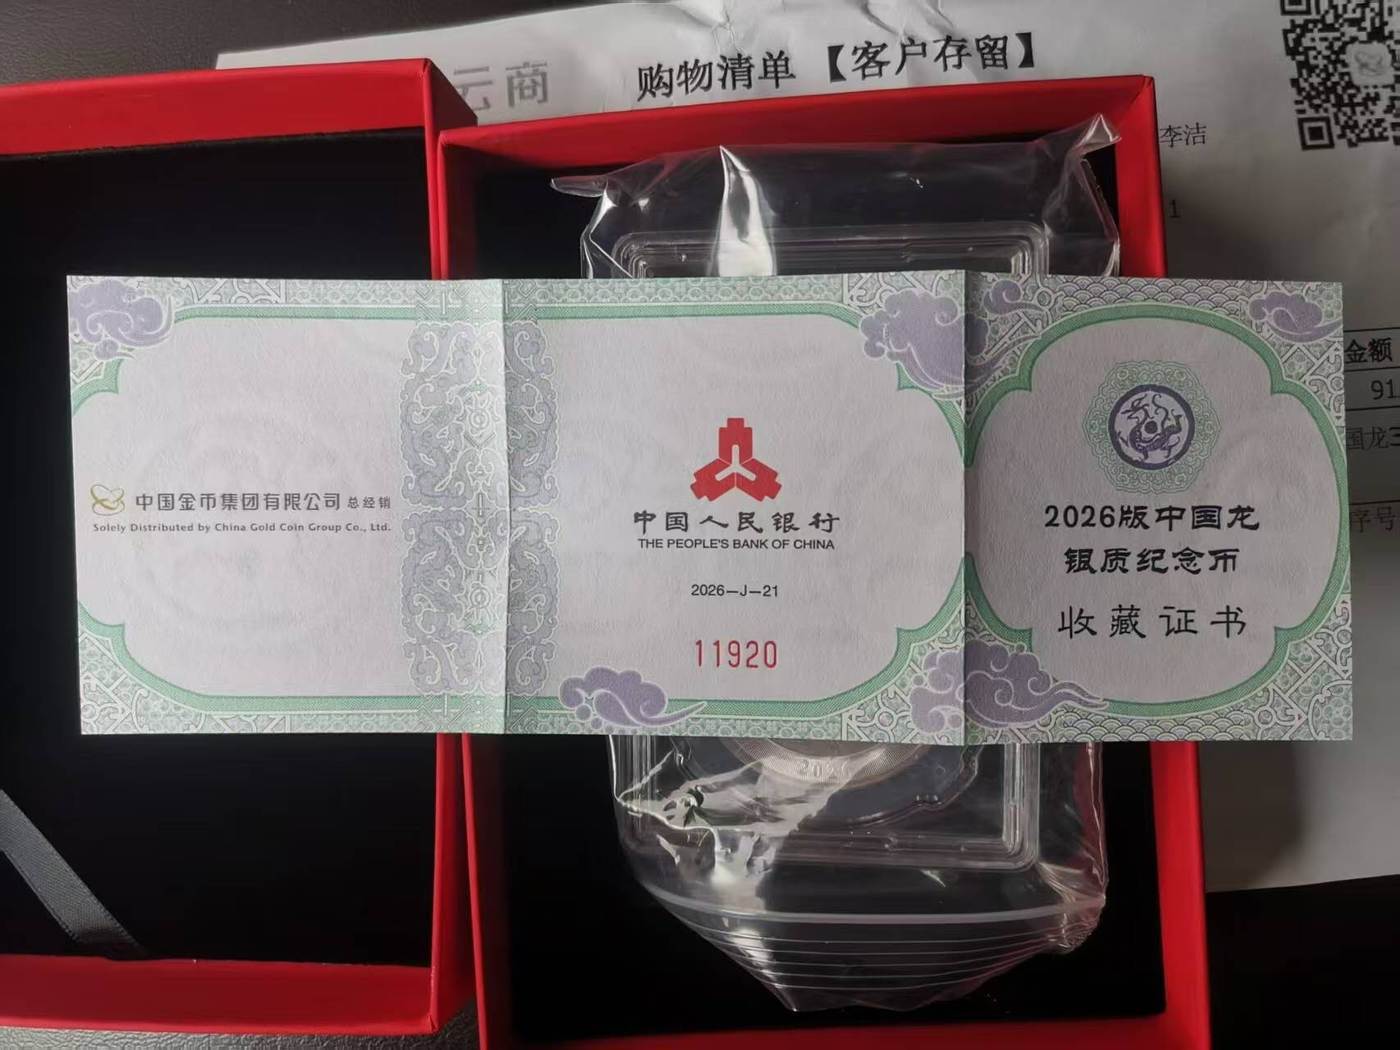 云商
购物清单 【客户存留】
李洁
1
金额
91
国龙3
序号
中国金币集团有限公司 总经销
Solely Distributed by China Gold Coin Group Co., Ltd.
中国人民银行
THE PEOPLE'S BANK OF CHINA
2026—J—21
11920
2026版中国龙
银质纪念币
收藏证书
2026